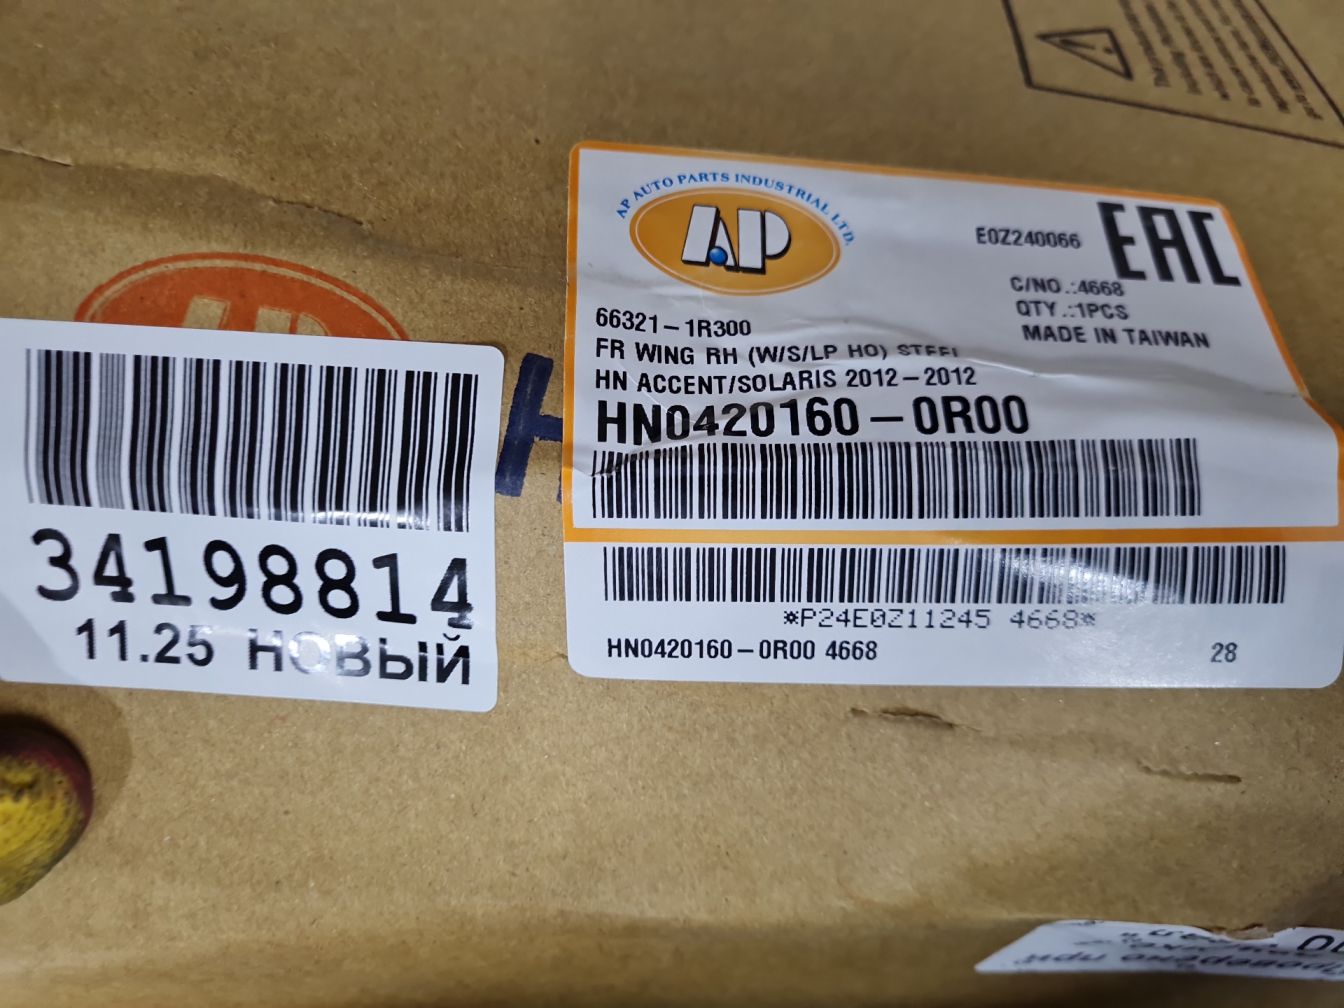 AP AUTO PARTS INDUSTRIAL LTD.
AP
E0Z240066
EAC
C/NO.:4668
QTY.:1PCS
MADE IN TAIWAN
66321-1R300
FR WING RH (W/S/LP HO) STEEL
HN ACCENT/SOLARIS 2012-2012
HN0420160-0R00
*P24E0Z11245 4668*
HN0420160-0R00 4668
28
34198814
11.25 НОВЫЙ
H